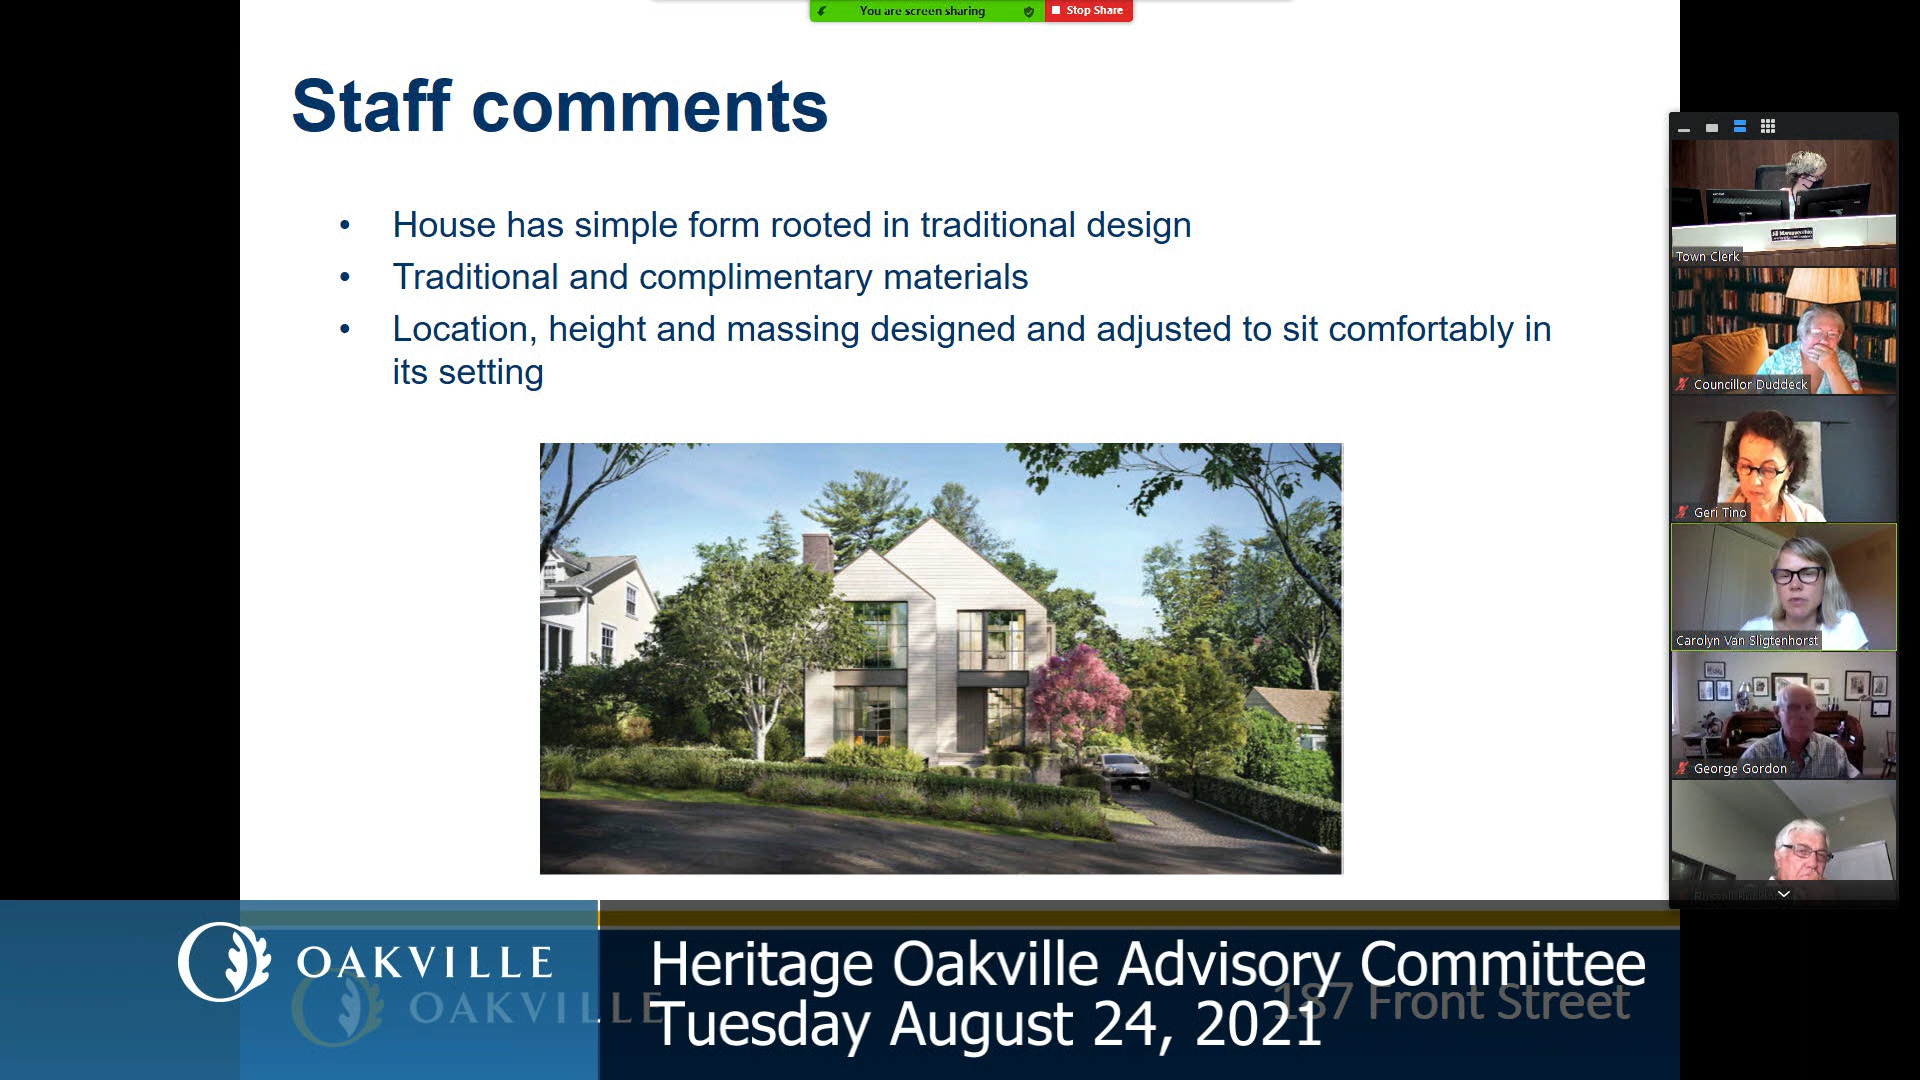 You are screen sharing
Stop Share
Staff comments
• House has simple form rooted in traditional design
• Traditional and complimentary materials
• Location, height and massing designed and adjusted to sit comfortably in
its setting
Town Clerk
Councillor Duddeck
Geri Tino
Carolyn Van Sligtenhorst
George Gordon
OAKVILLE
OAKVILLE
Heritage Oakville Advisory Committee
187 Front Street
Tuesday August 24, 2021